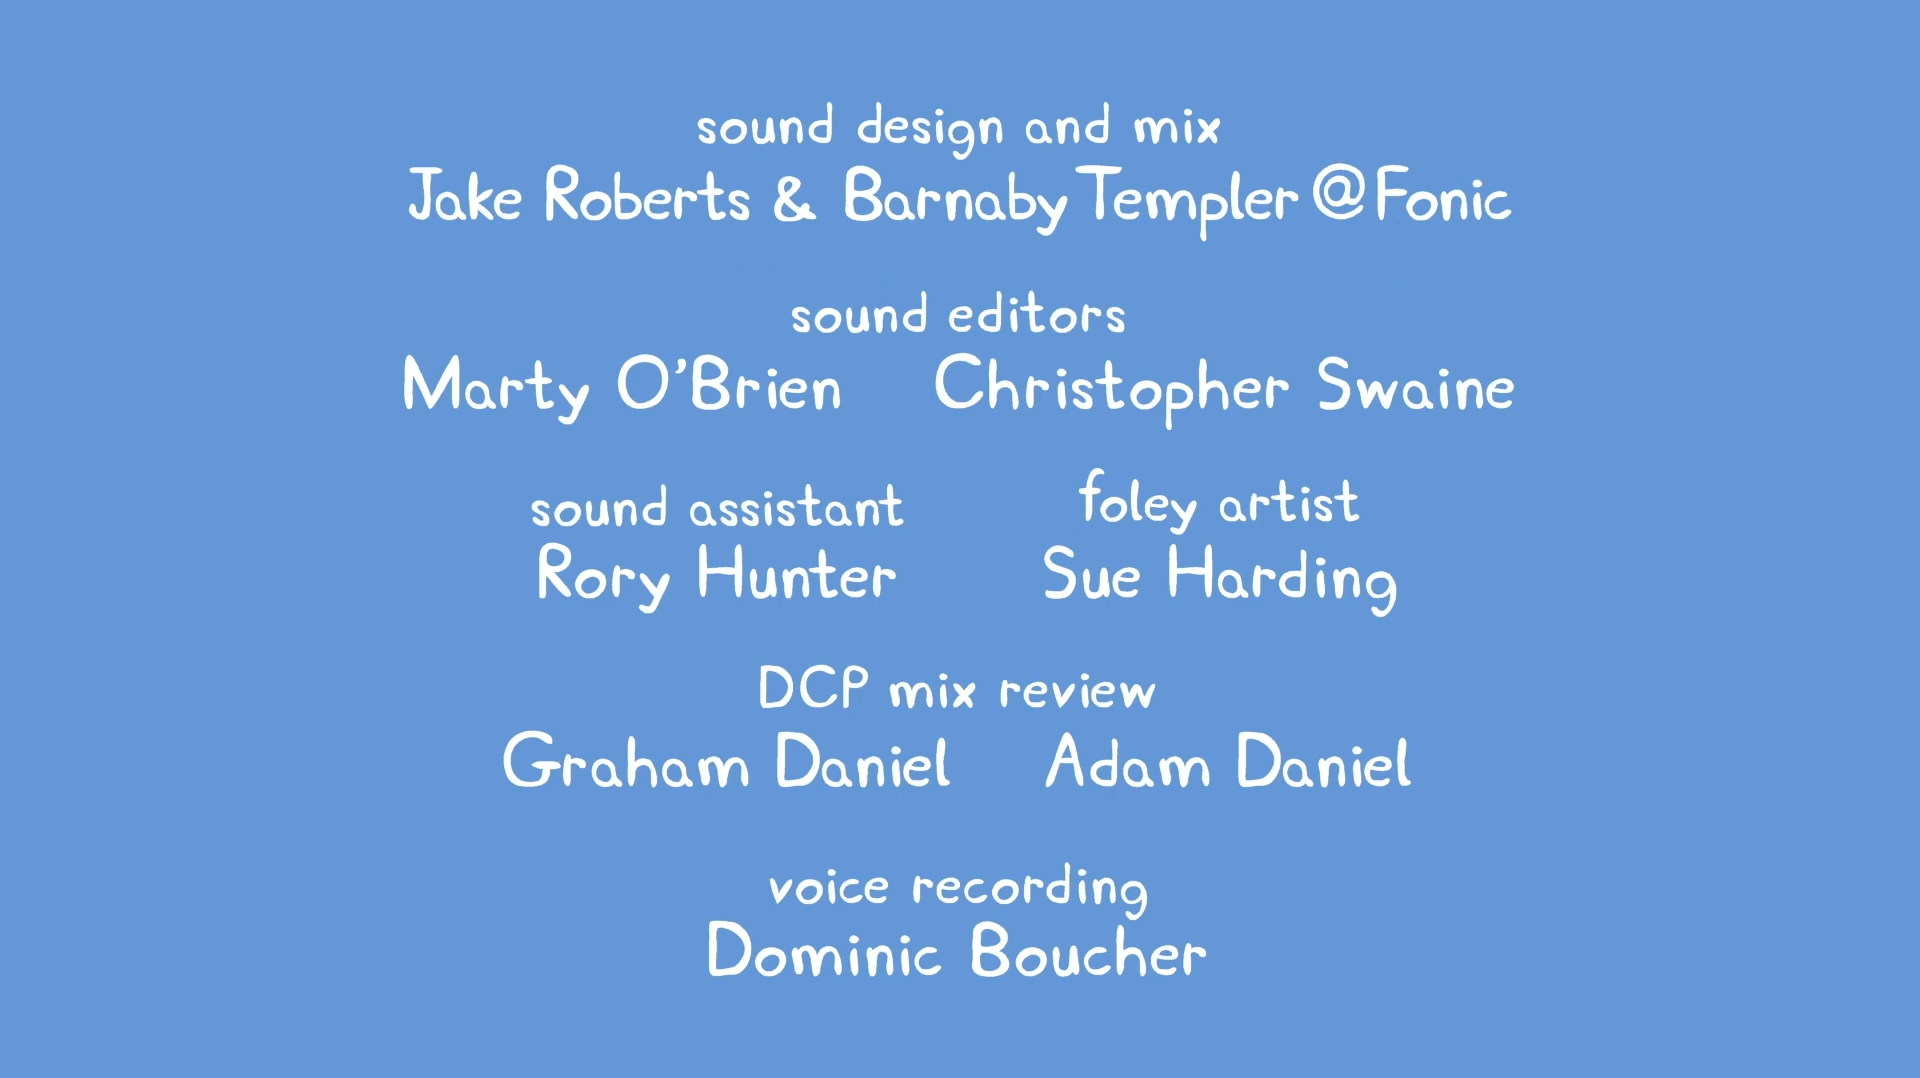 sound design and mix
Jake Roberts & Barnaby Templer @ Fonic
sound editors
Marty O'Brien Christopher Swaine
sound assistant foley artist
Rory Hunter Sue Harding
DCP mix review
Graham Daniel Adam Daniel
voice recording
Dominic Boucher